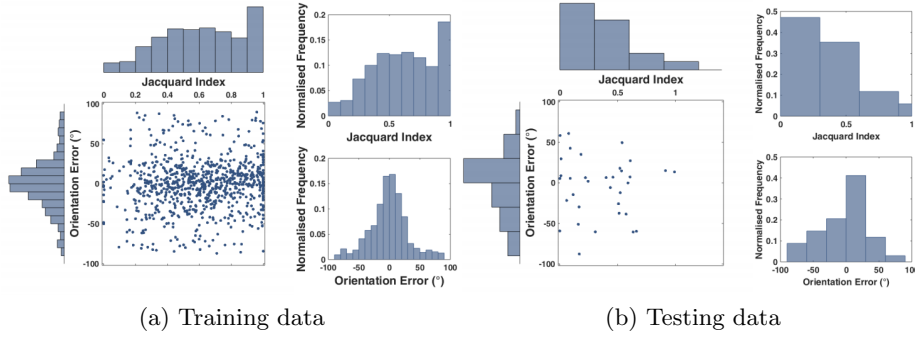 Jacquard Index
0 0.2 0.4 0.6 0.8 1
Orientation Error (°)
100
50
0
-50
-100
Normalised Frequency
0.2
0.15
0.1
0.05
0
0 0.5 1
Jacquard Index
Normalised Frequency
0.2
0.15
0.1
0.05
0
-100 -50 0 50 100
Orientation Error (°)
(a) Training data
Jacquard Index
0 0.5 1
Orientation Error (°)
100
50
0
-50
-100
Normalised Frequency
0.5
0.4
0.3
0.2
0.1
0
0 0.5 1
Jacquard Index
Normalised Frequency
0.5
0.4
0.3
0.2
0.1
0
-100 -50 0 50 100
Orientation Error (°)
(b) Testing data